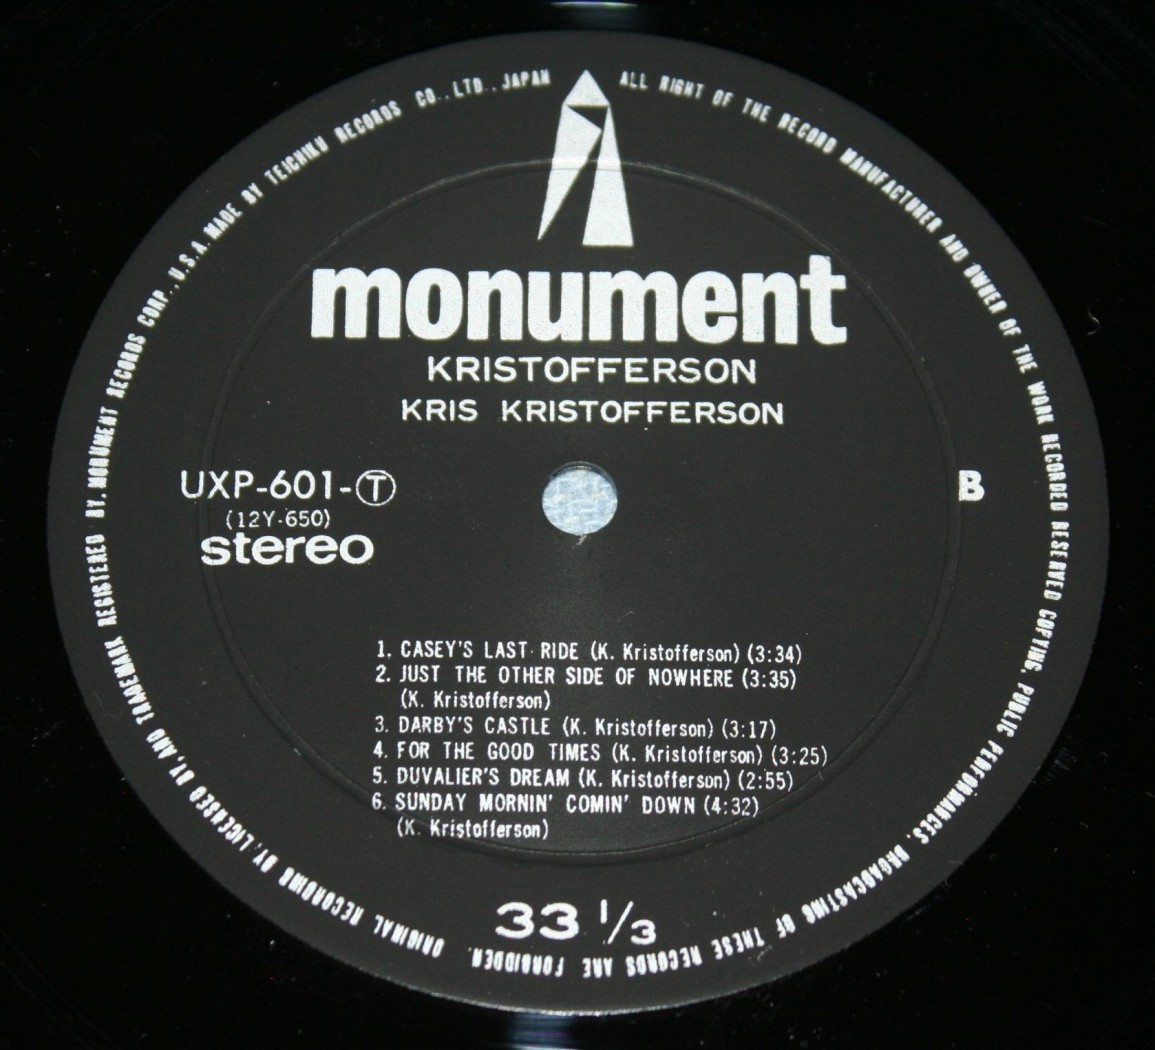 ALL RIGHT OF THE RECORD MANUFACTURER AND OWNER OF THE WORK RECORDED RESERVED COPYING, PUBLIC PERFORMANCES, BROADCASTING OF THESE RECORDS ARE FORBIDDEN.
ORIGINAL RECORDING BY, LICENSED BY, AND TRADEMARK REGISTERED BY, MONUMENT RECORDS CORP., U.S.A. MADE BY TEICHIKU RECORDS CO., LTD., JAPAN
monument
KRISTOFFERSON
KRIS KRISTOFFERSON
UXP-601-Ⓣ
(12Y-650)
stereo
B
1. CASEY'S LAST RIDE (K. Kristofferson) (3:34)
2. JUST THE OTHER SIDE OF NOWHERE (3:35)
(K. Kristofferson)
3. DARBY'S CASTLE (K. Kristofferson) (3:17)
4. FOR THE GOOD TIMES (K. Kristofferson) (3:25)
5. DUVALIER'S DREAM (K. Kristofferson) (2:55)
6. SUNDAY MORNIN' COMIN' DOWN (4:32)
(K. Kristofferson)
33 1/3